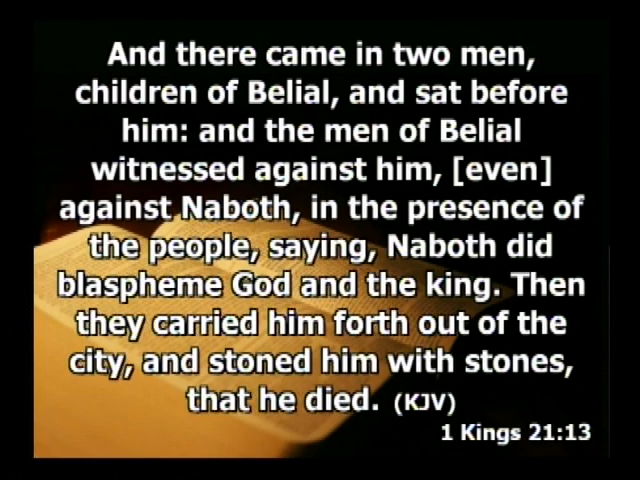 And there came in two men,
children of Belial, and sat before
him: and the men of Belial
witnessed against him, [even]
against Naboth, in the presence of
the people, saying, Naboth did
blaspheme God and the king. Then
they carried him forth out of the
city, and stoned him with stones,
that he died. (KJV)
1 Kings 21:13